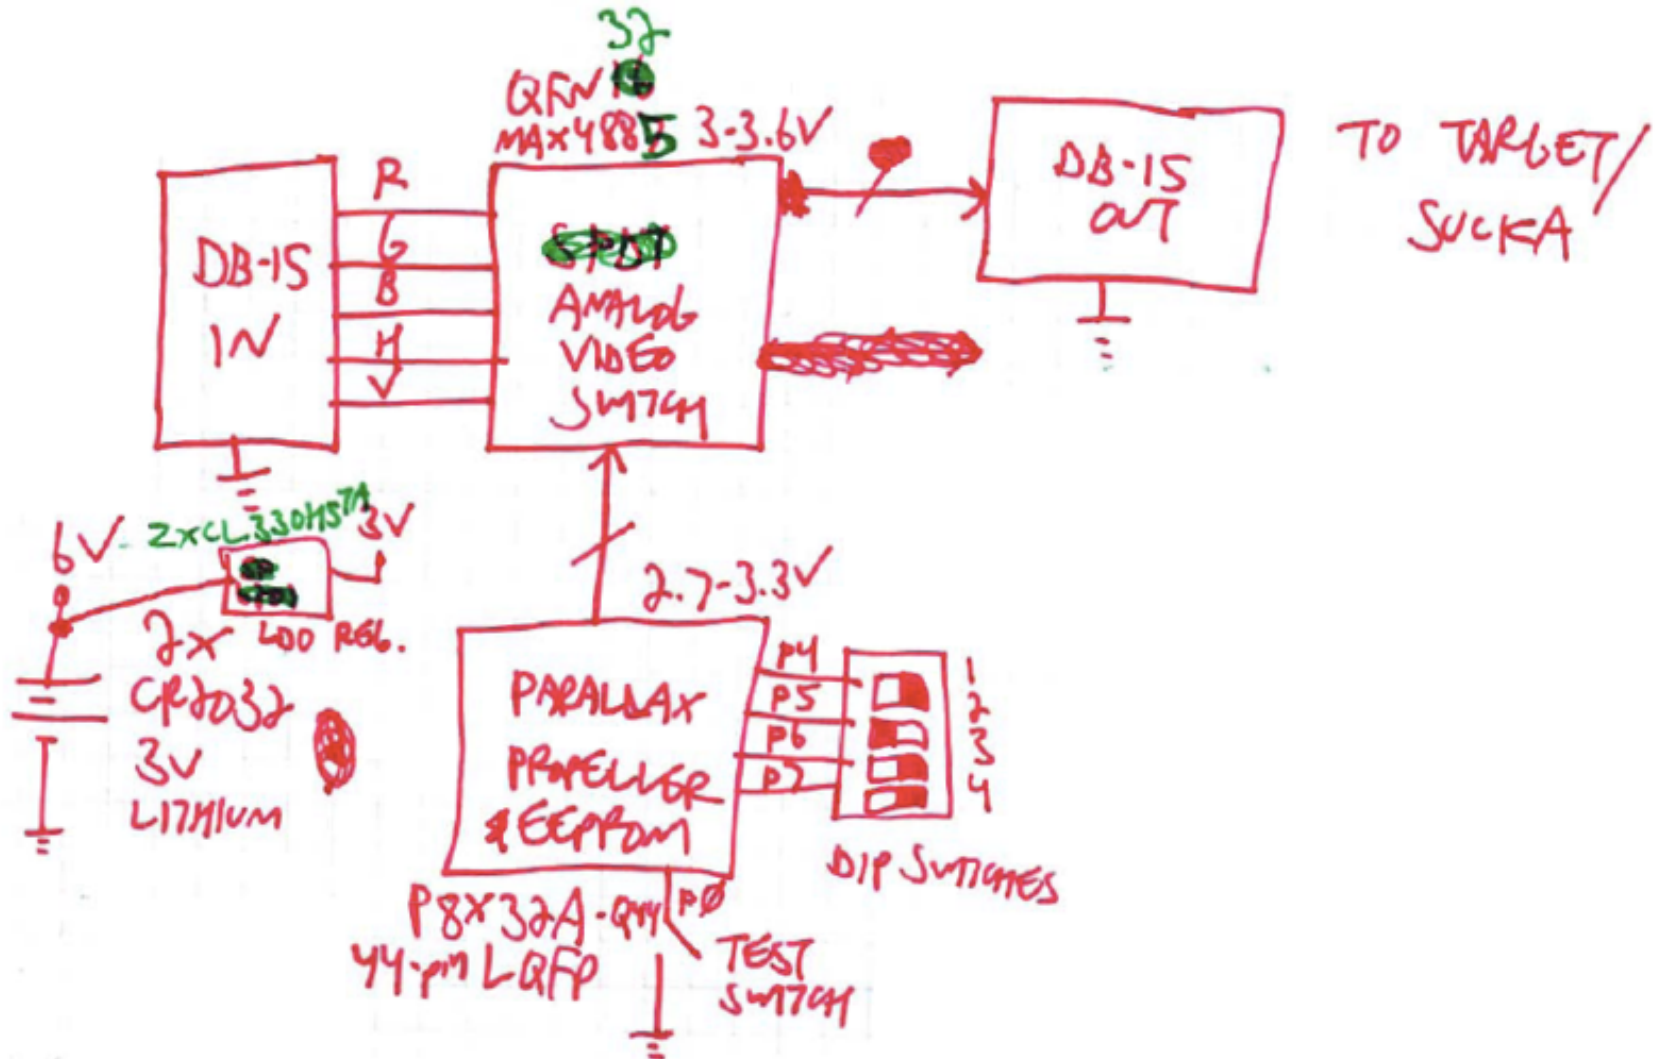 32
QFN
MAX4885 3-3.6V
R
G
B
H
V
DB-15
IN
ANALOG
VIDEO
SWITCH
DB-15
OUT
TO TARGET/
SUCKA
6V
ZXCL330H5TA
3V
LDO REG.
2x
CR2032
3V
LITHIUM
2.7-3.3V
PARALLAX
PROPELLER
& EEPROM
P4
P5
P6
P7
1
2
3
4
DIP SWITCHES
P8X32A-Q44
44-pin LQFP
PØ
TEST
SWITCH